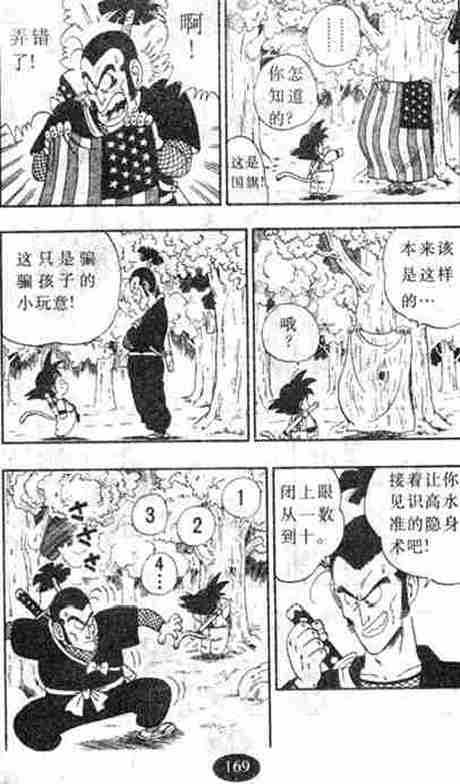 ……
你怎
知道
的?
这是
国旗!
啊!
弄错
了!
本来该
是这样
的…
哦?
这只是骗
骗孩子的
小玩意!
接着让你
见识高水
准的隐身
术吧!
闭上眼
从一数
到十。
1
2
3
4…
ささささ
169